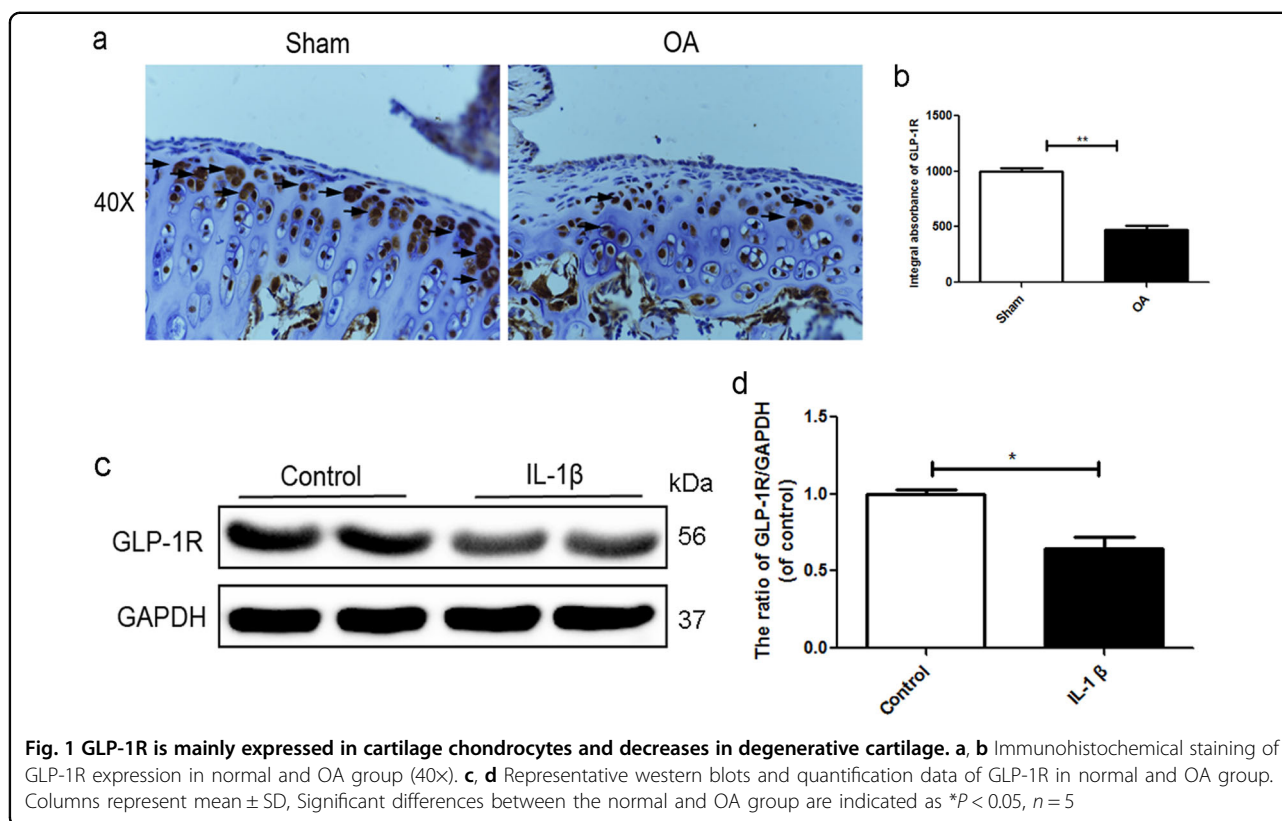 a
Sham OA
40X
b
Integral absorbance of GLP-1R
1500
1000
500
0
**
Sham OA
c
Control IL-1β kDa
GLP-1R 56
GAPDH 37
d
The ratio of GLP-1R/GAPDH
(of control)
1.5
1.0
0.5
0.0
*
Control IL-1 β
Fig. 1 GLP-1R is mainly expressed in cartilage chondrocytes and decreases in degenerative cartilage. a, b Immunohistochemical staining of
GLP-1R expression in normal and OA group (40×). c, d Representative western blots and quantification data of GLP-1R in normal and OA group.
Columns represent mean ± SD, Significant differences between the normal and OA group are indicated as *P < 0.05, n = 5